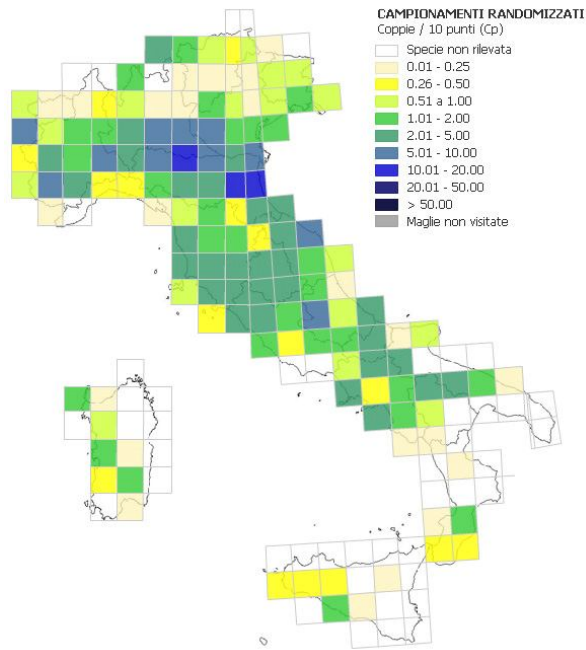 CAMPIONAMENTI RANDOMIZZATI
Coppie / 10 punti (Cp)
Specie non rilevata
0.01 - 0.25
0.26 - 0.50
0.51 a 1.00
1.01 - 2.00
2.01 - 5.00
5.01 - 10.00
10.01 - 20.00
20.01 - 50.00
> 50.00
Maglie non visitate